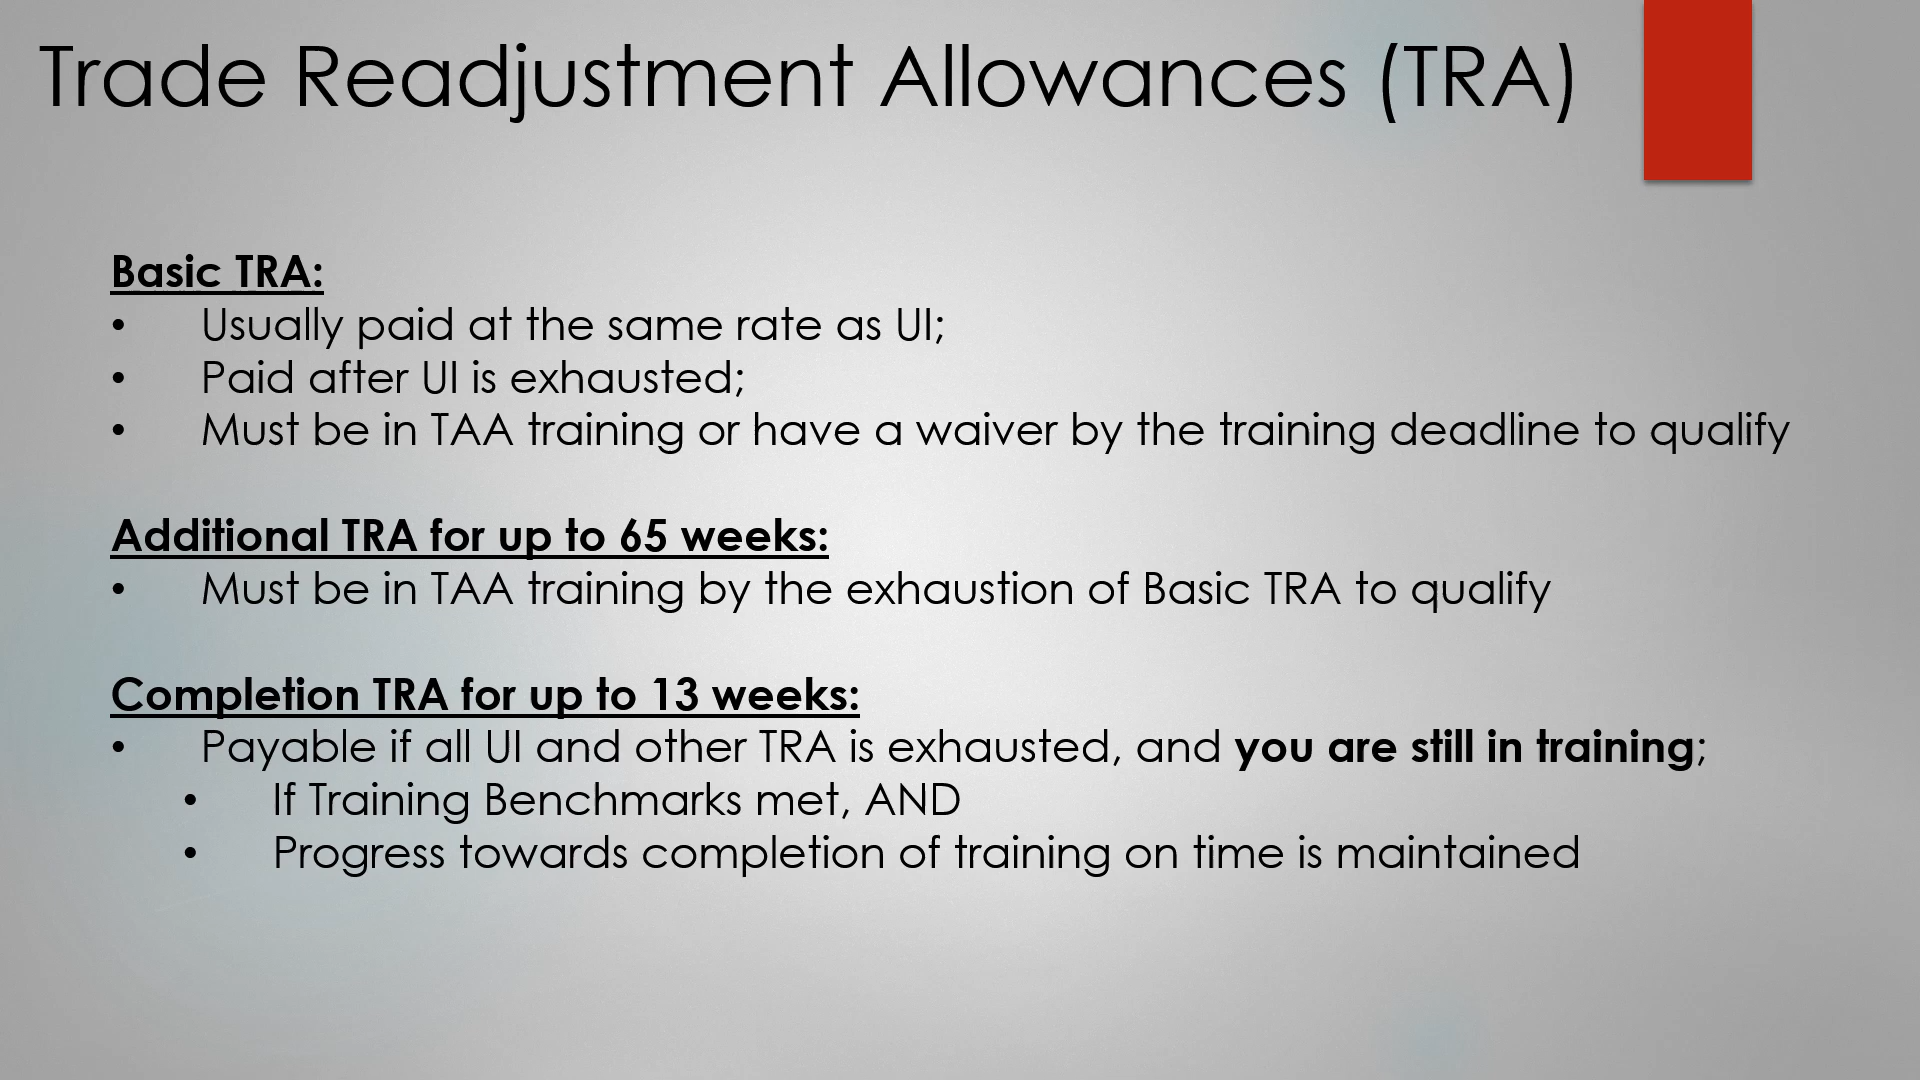 Trade Readjustment Allowances (TRA)
Basic TRA:
• Usually paid at the same rate as UI;
• Paid after UI is exhausted;
• Must be in TAA training or have a waiver by the training deadline to qualify
Additional TRA for up to 65 weeks:
• Must be in TAA training by the exhaustion of Basic TRA to qualify
Completion TRA for up to 13 weeks:
• Payable if all UI and other TRA is exhausted, and you are still in training;
• If Training Benchmarks met, AND
• Progress towards completion of training on time is maintained